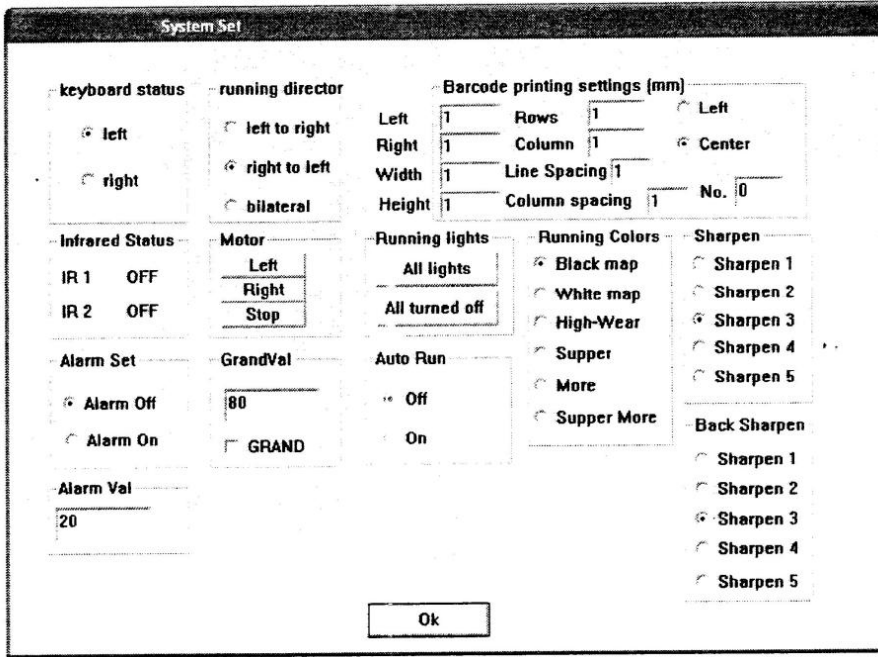 System Set
keyboard status
left
right
running director
left to right
right to left
bilateral
Barcode printing settings (mm)
Left 1 Rows 1 Left
Right 1 Column 1 Center
Width 1 Line Spacing 1
Height 1 Column spacing 1 No. 0
Infrared Status
IR 1 OFF
IR 2 OFF
Motor
Left
Right
Stop
Running lights
All lights
All turned off
Running Colors
Black map
White map
High-Wear
Supper
More
Supper More
Sharpen
Sharpen 1
Sharpen 2
Sharpen 3
Sharpen 4
Sharpen 5
Alarm Set
Alarm Off
Alarm On
GrandVal
80
GRAND
Auto Run
Off
On
Back Sharpen
Sharpen 1
Sharpen 2
Sharpen 3
Sharpen 4
Sharpen 5
Alarm Val
20
Ok